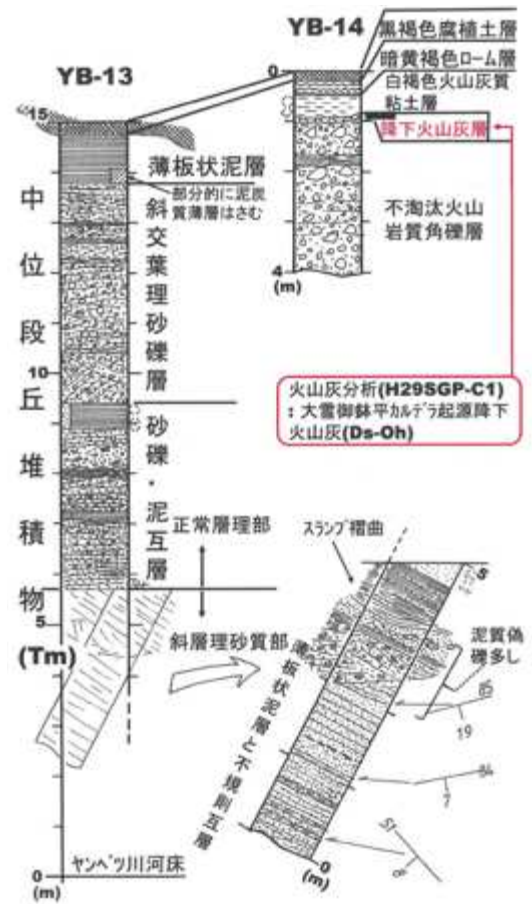 YB-13
YB-14
黒褐色腐植土層
暗黄褐色ローム層
白褐色火山灰質
粘土層
降下火山灰層
0
15
薄板状泥層
部分的に泥炭
質薄層はさむ
不淘汰火山
岩質角礫層
4
(m)
中位段丘堆積物
(Tm)
斜交葉理砂礫層
10
火山灰分析(H29SGP-C1)
：大雪御鉢平カルデラ起源降下
火山灰(Ds-Oh)
砂礫・泥互層
正常層理部
スランプ褶曲
5
斜層理砂質部
5
泥質偽
礫多し
薄板状泥層と不規則互層
19
7
51
8
0
(m)
0
(m)
ヤンベツ川河床